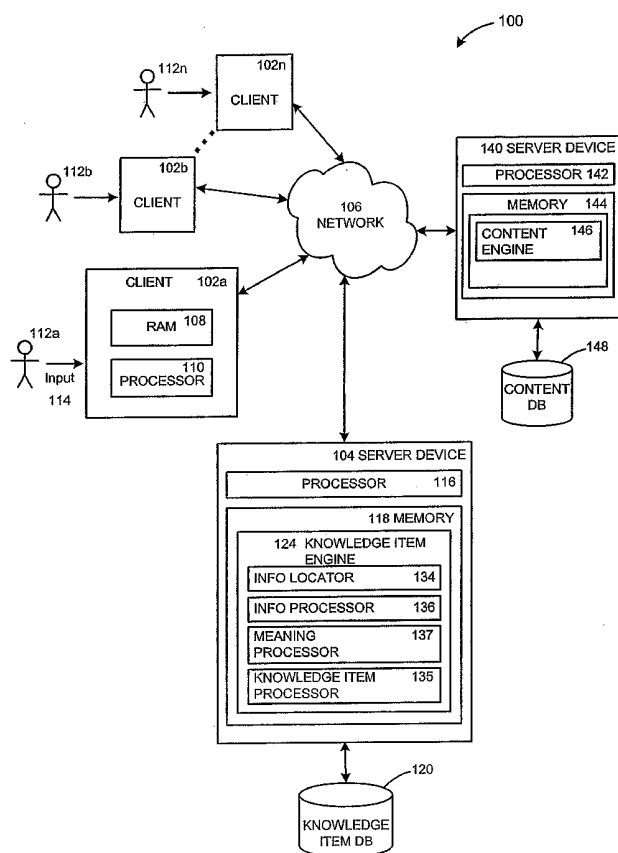 100
112n
102n
CLIENT
112b
102b
CLIENT
106
NETWORK
140 SERVER DEVICE
PROCESSOR 142
MEMORY 144
CONTENT 146
ENGINE
148
CONTENT
DB
CLIENT 102a
RAM 108
110
PROCESSOR
112a
Input
114
104 SERVER DEVICE
PROCESSOR 116
118 MEMORY
124 KNOWLEDGE ITEM
ENGINE
INFO LOCATOR 134
INFO PROCESSOR 136
MEANING 137
PROCESSOR
KNOWLEDGE ITEM 135
PROCESSOR
120
KNOWLEDGE
ITEM DB